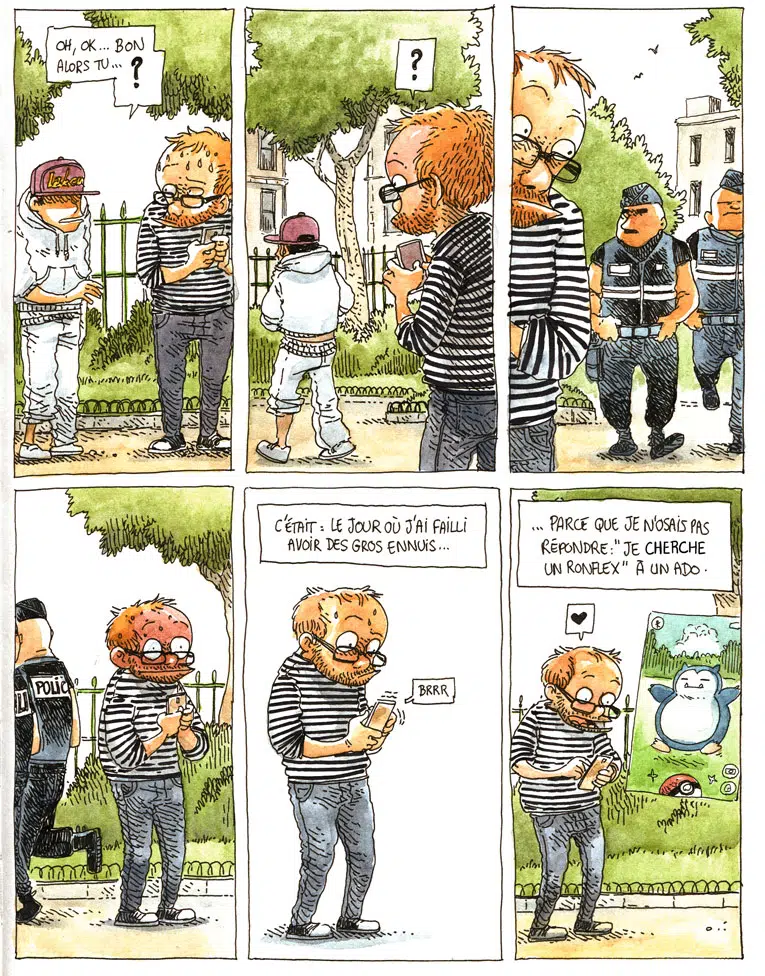 OH, OK... BON
ALORS TU...
?
?
POLIC
C'ÉTAIT : LE JOUR OÙ J'AI FAILLI
AVOIR DES GROS ENNUIS...
BRRR
... PARCE QUE JE N'OSAIS PAS
RÉPONDRE : "JE CHERCHE
UN RONFLEX" À UN ADO.